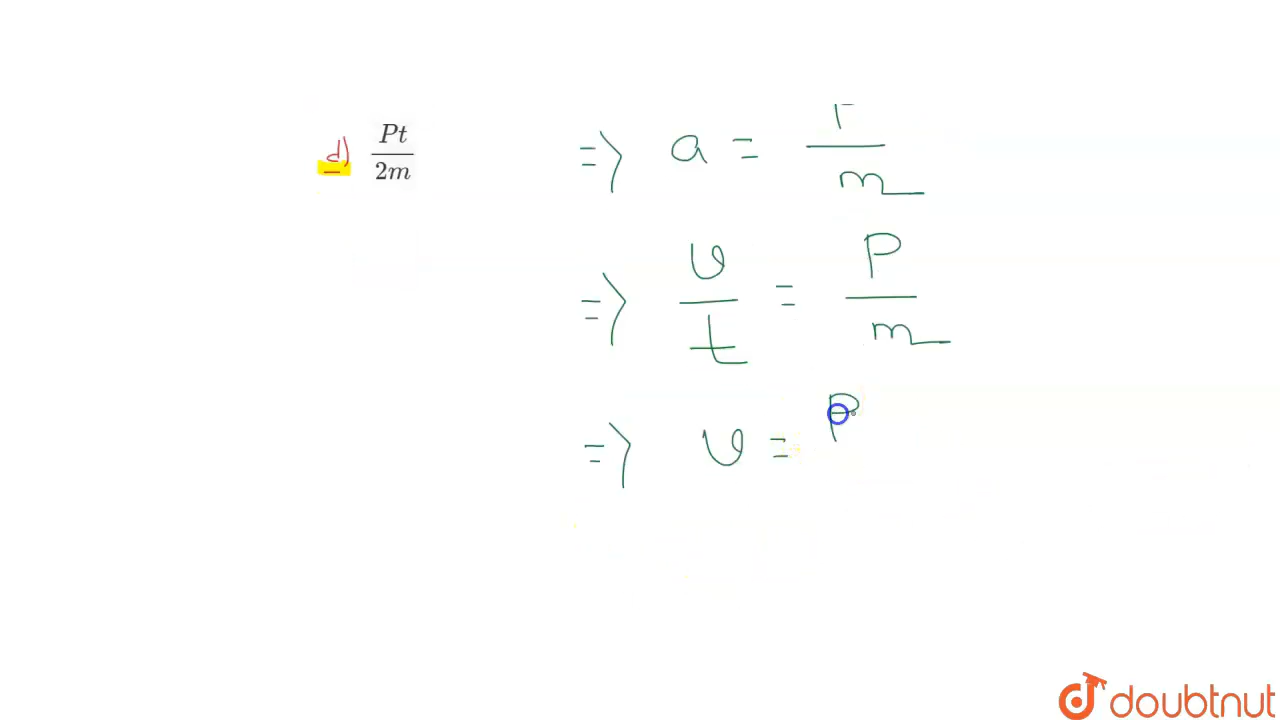 d) Pt/2m
=> a = /m
=> v/t = P/m
=> v = P
doubtnut